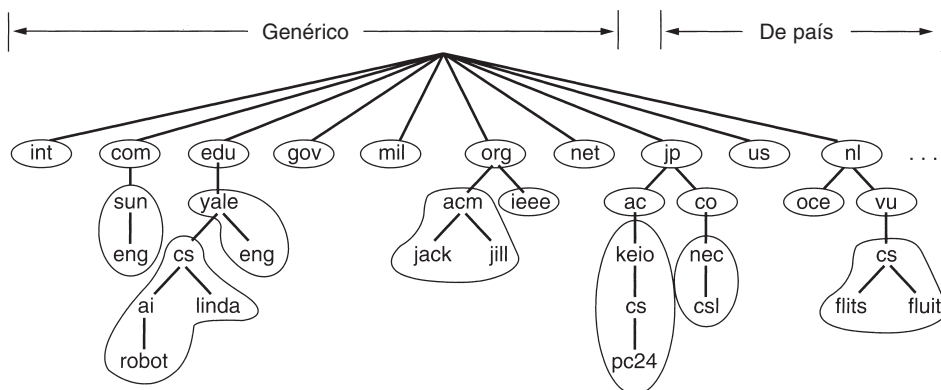 Genérico De país
int com edu gov mil org net jp us nl . . .
sun yale acm ieee ac co oce vu
eng cs eng jack jill keio nec cs
ai linda cs csl flits fluit
robot pc24